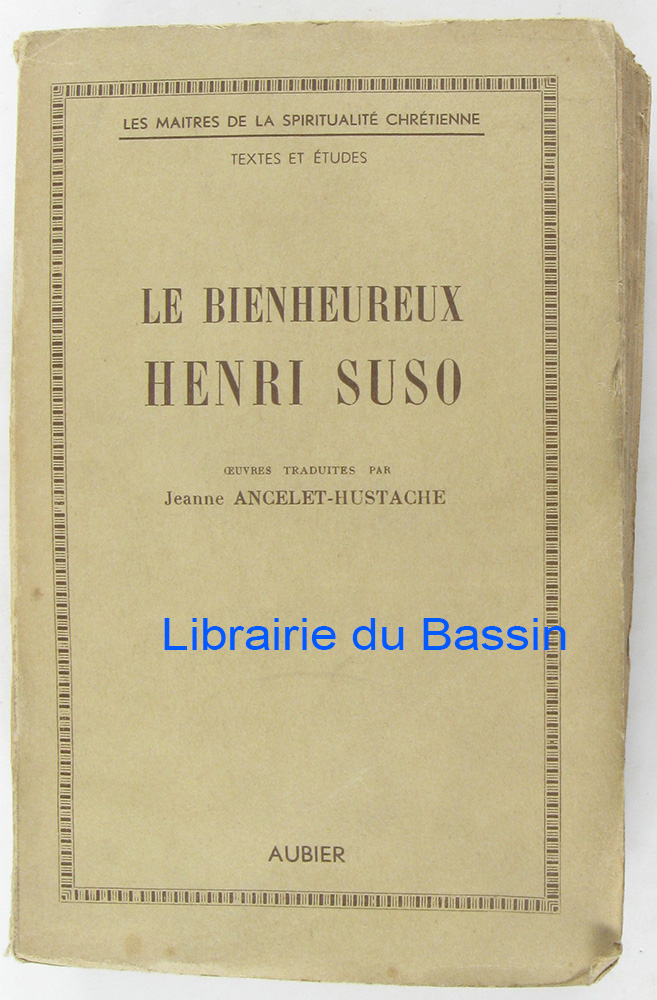 LES MAITRES DE LA SPIRITUALITÉ CHRÉTIENNE
TEXTES ET ÉTUDES
LE BIENHEUREUX
HENRI SUSO
ŒUVRES TRADUITES PAR
Jeanne ANCELET-HUSTACHE
Librairie du Bassin
AUBIER